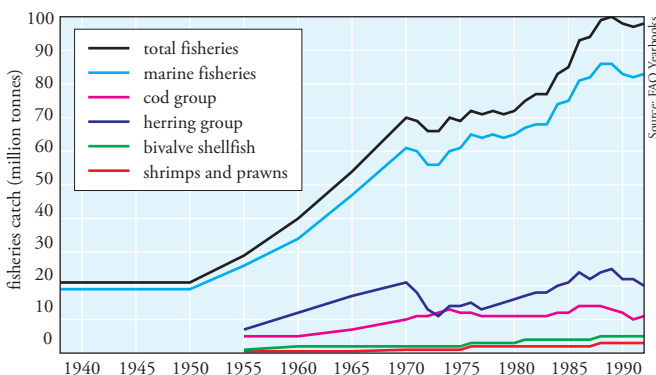 100
90
80
70
60
50
40
30
20
10
0
fisheries catch (million tonnes)
total fisheries
marine fisheries
cod group
herring group
bivalve shellfish
shrimps and prawns
1940 1945 1950 1955 1960 1965 1970 1975 1980 1985 1990
Source: FAO Yearbooks